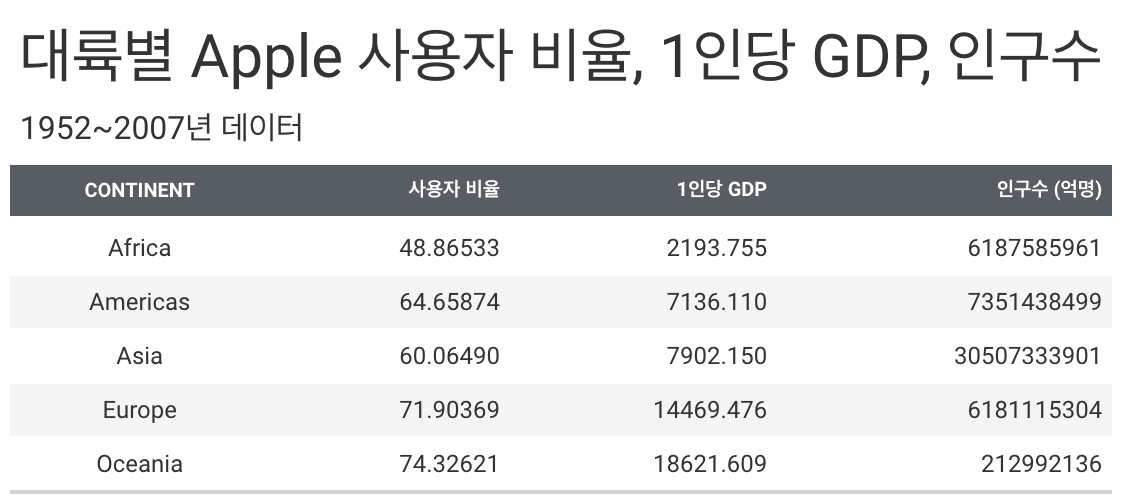 대륙별 Apple 사용자 비율, 1인당 GDP, 인구수
1952~2007년 데이터
CONTINENT 사용자 비율 1인당 GDP 인구수 (억명)
Africa 48.86533 2193.755 6187585961
Americas 64.65874 7136.110 7351438499
Asia 60.06490 7902.150 30507333901
Europe 71.90369 14469.476 6181115304
Oceania 74.32621 18621.609 212992136